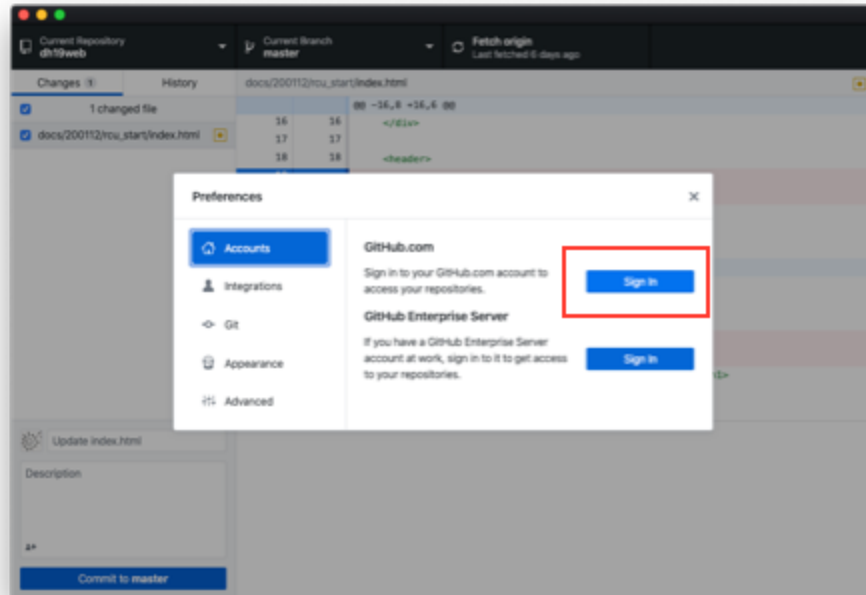 Current Repository
dh19web
Current Branch
master
Fetch origin
Last fetched 6 days ago
Changes 1
History
docs/200112/rcu_start/index.html
1 changed file
docs/200112/rcu_start/index.html
@@ -16,8 +16,6 @@
16 16 </div>
17 17
18 18 <header>
Preferences
Accounts
Integrations
Git
Appearance
Advanced
GitHub.com
Sign in to your GitHub.com account to
access your repositories.
Sign In
GitHub Enterprise Server
If you have a GitHub Enterprise Server
account at work, sign in to it to get access
to your repositories.
Sign In
Update index.html
Description
Commit to master